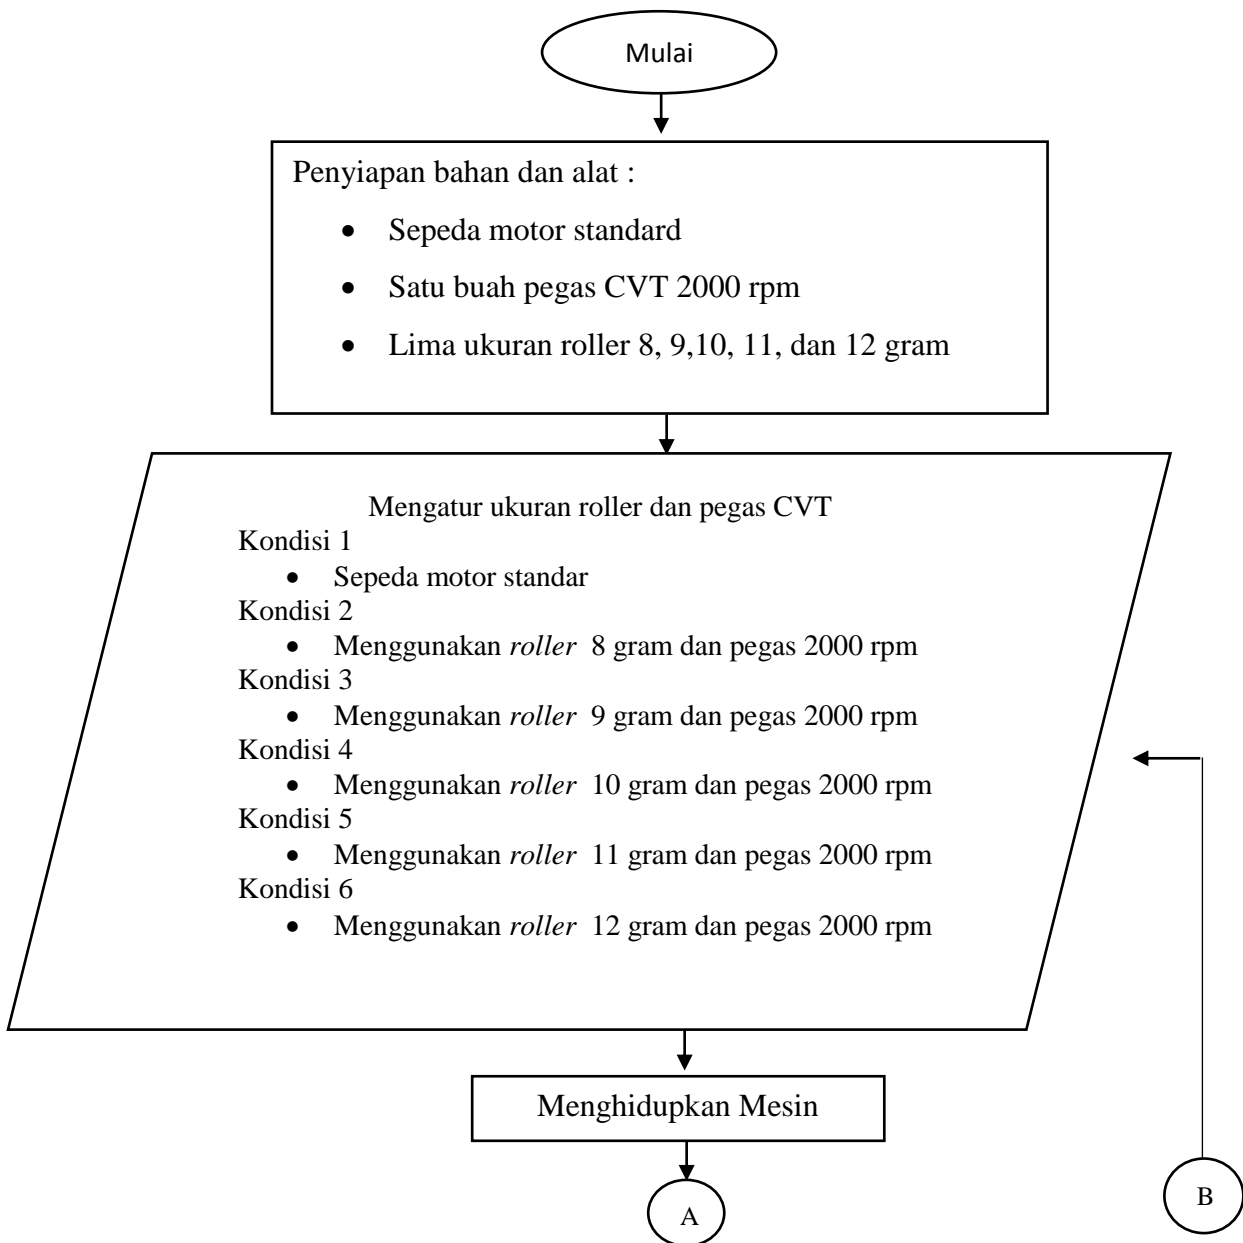 Mulai
Penyiapan bahan dan alat :
• Sepeda motor standard
• Satu buah pegas CVT 2000 rpm
• Lima ukuran roller 8, 9,10, 11, dan 12 gram
Mengatur ukuran roller dan pegas CVT
Kondisi 1
• Sepeda motor standar
Kondisi 2
• Menggunakan roller 8 gram dan pegas 2000 rpm
Kondisi 3
• Menggunakan roller 9 gram dan pegas 2000 rpm
Kondisi 4
• Menggunakan roller 10 gram dan pegas 2000 rpm
Kondisi 5
• Menggunakan roller 11 gram dan pegas 2000 rpm
Kondisi 6
• Menggunakan roller 12 gram dan pegas 2000 rpm
Menghidupkan Mesin
A
B